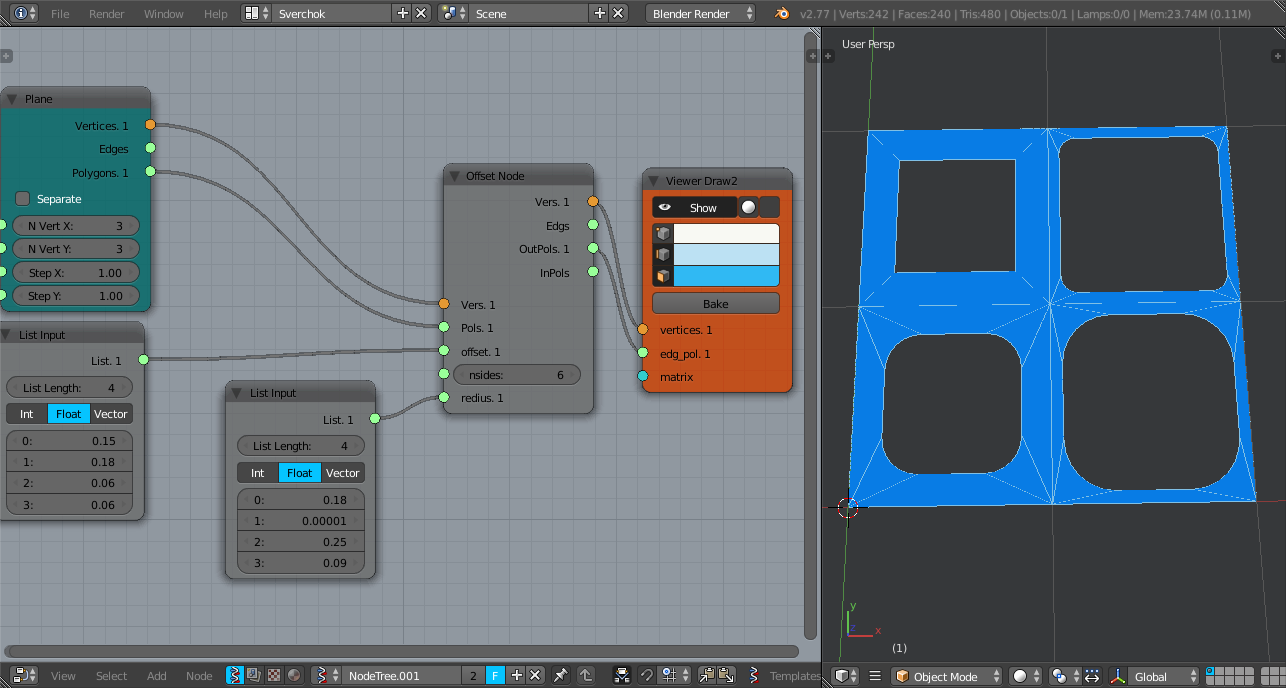 File Render Window Help Sverchok Scene Blender Render v2.77 | Verts:242 | Faces:240 | Tris:480 | Objects:0/1 | Lamps:0/0 | Mem:23.74M (0.11M)
Plane
Vertices. 1
Edges
Polygons. 1
Separate
N Vert X: 3
N Vert Y: 3
Step X: 1.00
Step Y: 1.00
List Input
List. 1
List Length: 4
Int Float Vector
0: 0.15
1: 0.18
2: 0.06
3: 0.06
List Input
List. 1
List Length: 4
Int Float Vector
0: 0.18
1: 0.00001
2: 0.25
3: 0.09
Offset Node
Vers. 1
Edgs
OutPols. 1
InPols
Vers. 1
Pols. 1
offset. 1
nsides: 6
redius. 1
Viewer Draw2
Show
Bake
vertices. 1
edg_pol. 1
matrix
User Persp
y
z
x
(1)
View Select Add Node NodeTree.001 2 F Templates
Object Mode Global